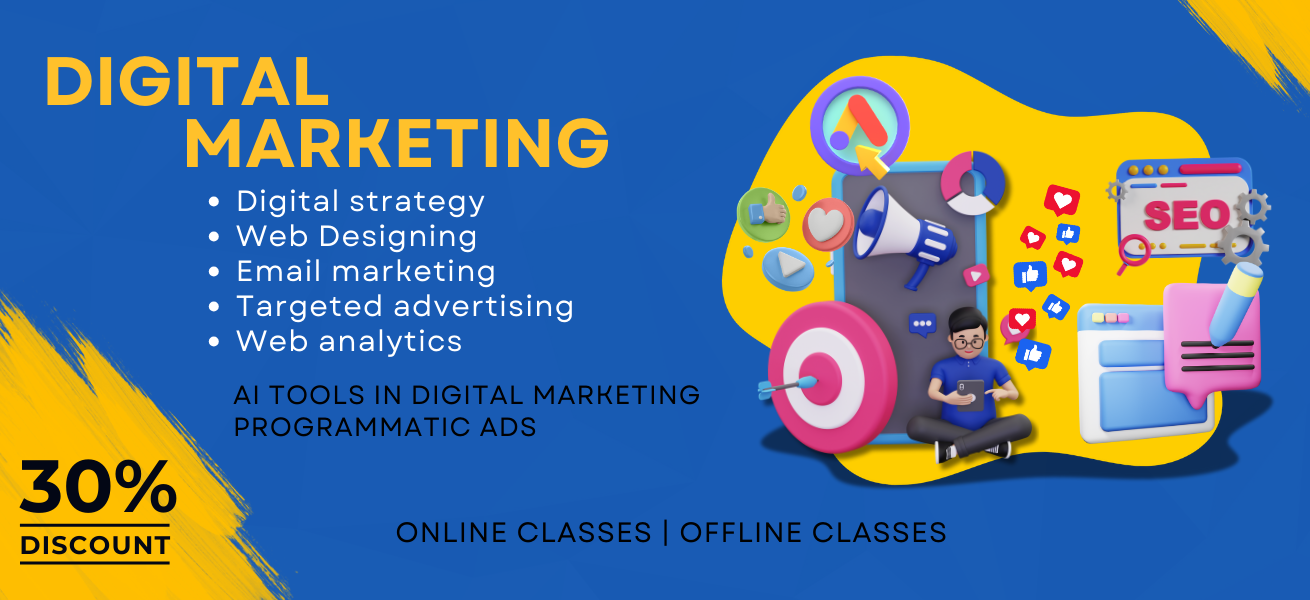 DIGITAL
MARKETING
• Digital strategy
• Web Designing
• Email marketing
• Targeted advertising
• Web analytics
AI TOOLS IN DIGITAL MARKETING
PROGRAMMATIC ADS
30%
DISCOUNT
ONLINE CLASSES | OFFLINE CLASSES
SEO